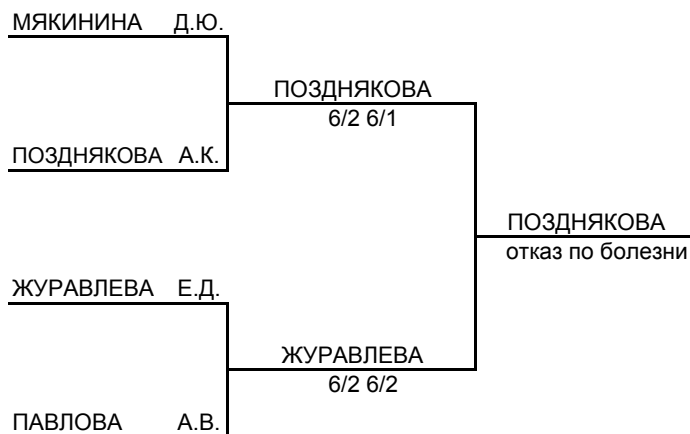 МЯКИНИНА Д.Ю.
ПОЗДНЯКОВА
6/2 6/1
ПОЗДНЯКОВА А.К.
ПОЗДНЯКОВА
отказ по болезни
ЖУРАВЛЕВА Е.Д.
ЖУРАВЛЕВА
6/2 6/2
ПАВЛОВА А.В.